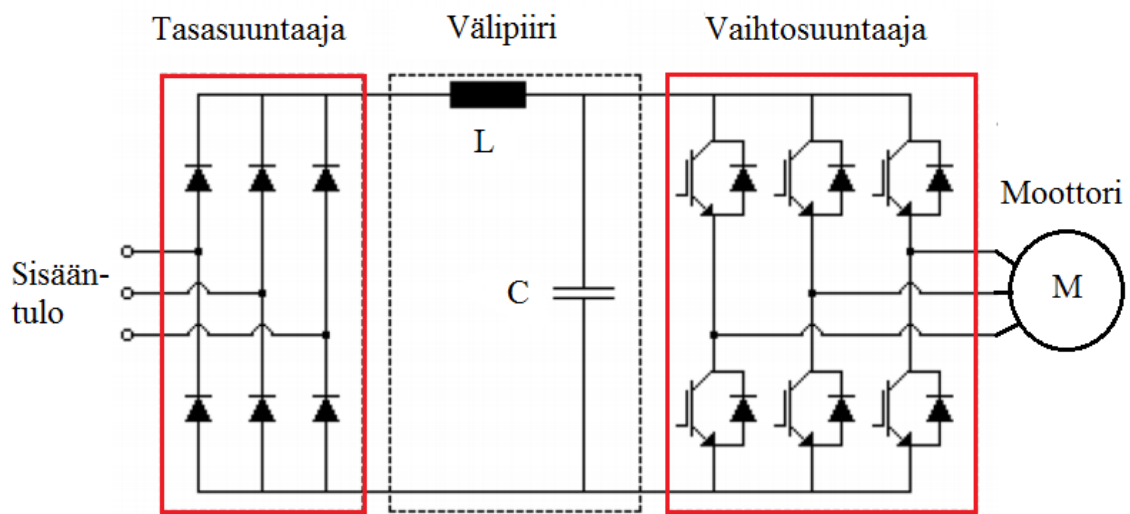 Tasasuuntaaja
Välipiiri
Vaihtosuuntaaja
L
Moottori
Sisään-
tulo
C
M